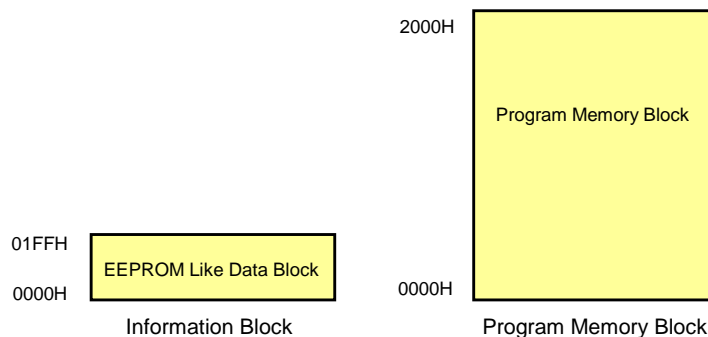 2000H
Program Memory Block
01FFH
EEPROM Like Data Block
0000H
0000H
Information Block
Program Memory Block